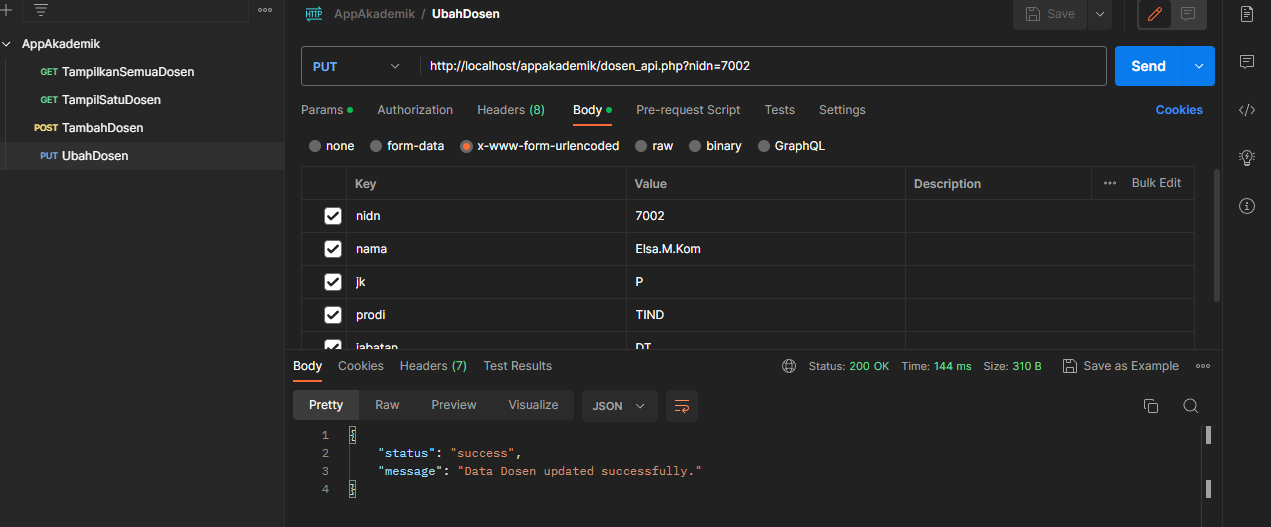 AppAkademik / UbahDosen
Save
AppAkademik
GET TampilkanSemuaDosen
GET TampilSatuDosen
POST TambahDosen
PUT UbahDosen
HTTP
PUT http://localhost/appakademik/dosen_api.php?nidn=7002
Send
Params Authorization Headers (8) Body Pre-request Script Tests Settings Cookies
none form-data x-www-form-urlencoded raw binary GraphQL
Key Value Description Bulk Edit
nidn 7002
nama Elsa.M.Kom
jk P
prodi TIND
jabatan DT
Body Cookies Headers (7) Test Results Status: 200 OK Time: 144 ms Size: 310 B Save as Example
Pretty Raw Preview Visualize JSON
1 {
2 "status": "success",
3 "message": "Data Dosen updated successfully."
4 }